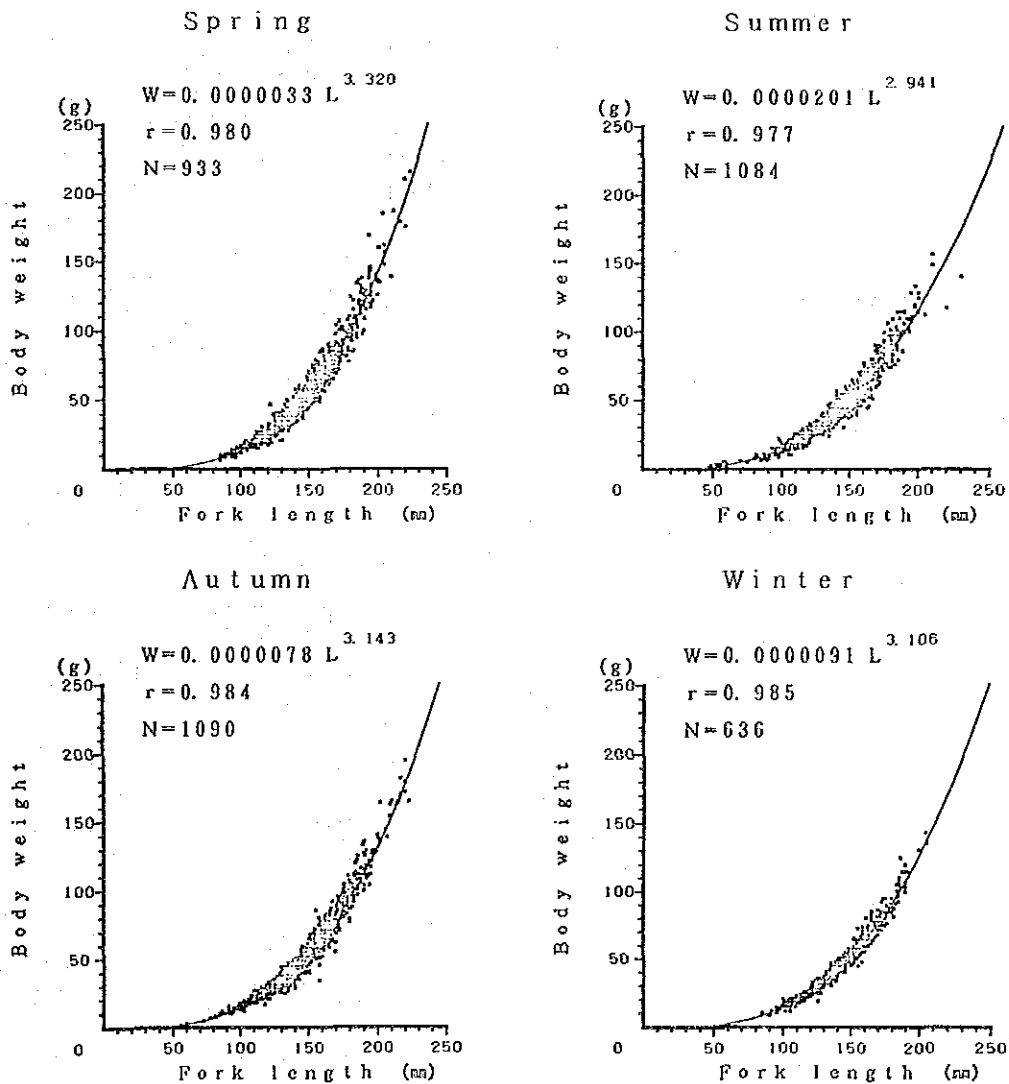 Spring
W=0.0000033 L^3.320
r=0.980
N=933
(g)
250
200
150
100
50
0
50 100 150 200 250
Body weight
Fork length (mm)
Summer
W=0.0000201 L^2.941
r=0.977
N=1084
(g)
250
200
150
100
50
0
50 100 150 200 250
Body weight
Fork length (mm)
Autumn
W=0.0000078 L^3.143
r=0.984
N=1090
(g)
250
200
150
100
50
0
50 100 150 200 250
Body weight
Fork length (mm)
Winter
W=0.0000091 L^3.106
r=0.985
N=636
(g)
250
200
150
100
50
0
50 100 150 200 250
Body weight
Fork length (mm)